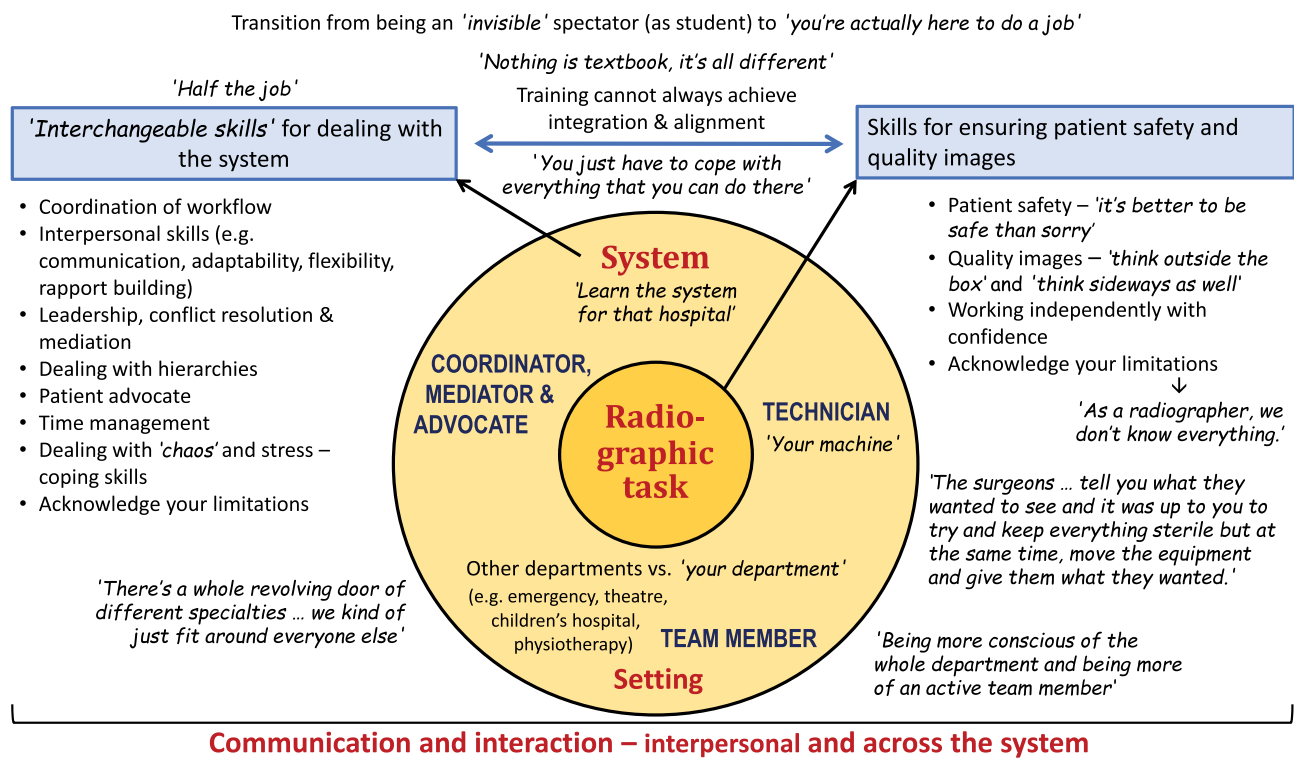 Transition from being an 'invisible' spectator (as student) to 'you're actually here to do a job'
'Nothing is textbook, it's all different'
Training cannot always achieve
integration & alignment
'You just have to cope with
everything that you can do there'
'Half the job'
'Interchangeable skills' for dealing with
the system
• Coordination of workflow
• Interpersonal skills (e.g.
communication, adaptability, flexibility,
rapport building)
• Leadership, conflict resolution &
mediation
• Dealing with hierarchies
• Patient advocate
• Time management
• Dealing with 'chaos' and stress –
coping skills
• Acknowledge your limitations
'There's a whole revolving door of
different specialties ... we kind of
just fit around everyone else'
System
'Learn the system
for that hospital'
COORDINATOR,
MEDIATOR &
ADVOCATE
Radio-
graphic
task
TECHNICIAN
'Your machine'
Other departments vs. 'your department'
(e.g. emergency, theatre,
children's hospital,
physiotherapy)
TEAM MEMBER
Setting
Skills for ensuring patient safety and
quality images
• Patient safety – 'it's better to be
safe than sorry'
• Quality images – 'think outside the
box' and 'think sideways as well'
• Working independently with
confidence
• Acknowledge your limitations
'As a radiographer, we
don't know everything.'
'The surgeons ... tell you what they
wanted to see and it was up to you to
try and keep everything sterile but at
the same time, move the equipment
and give them what they wanted.'
'Being more conscious of the
whole department and being more
of an active team member'
Communication and interaction – interpersonal and across the system